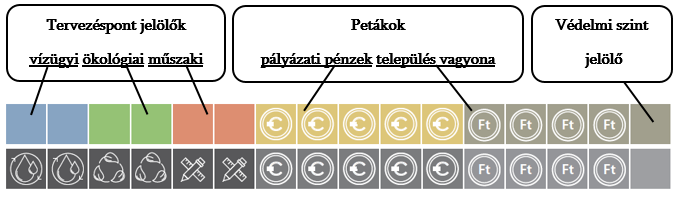 Tervezéspont jelölők
vízügyi ökológiai műszaki
Petákok
pályázati pénzek település vagyona
Védelmi szint
jelölő
€ € € € € Ft Ft Ft Ft
€ € € € € Ft Ft Ft Ft